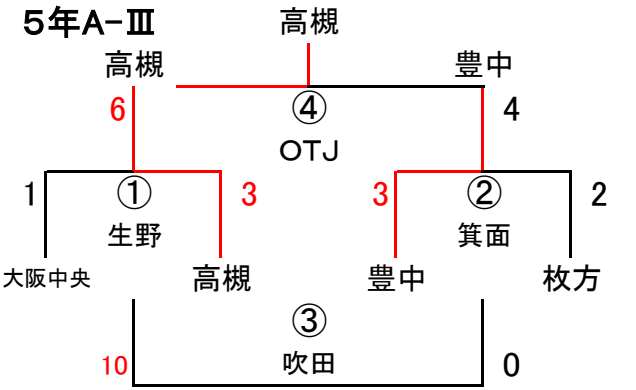 5年A-Ⅲ
高槻
高槻 豊中
6 ④ 4
OTJ
1 ① 3 3 ② 2
生野 箕面
大阪中央 高槻 豊中 枚方
③
10 吹田 0